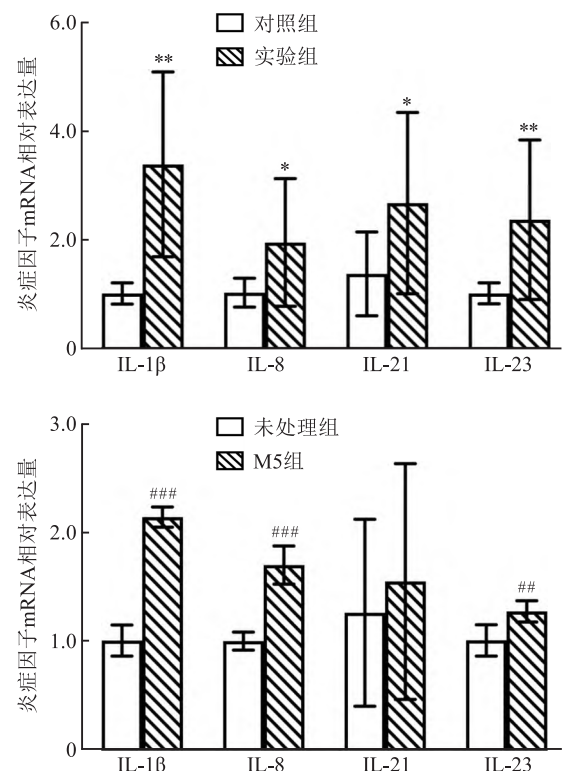 6.0
对照组
实验组
**
*
*
**
4.0
2.0
0
炎症因子mRNA相对表达量
IL-1β IL-8 IL-21 IL-23
3.0
未处理组
M5组
###
###
##
2.0
1.0
0
炎症因子mRNA相对表达量
IL-1β IL-8 IL-21 IL-23